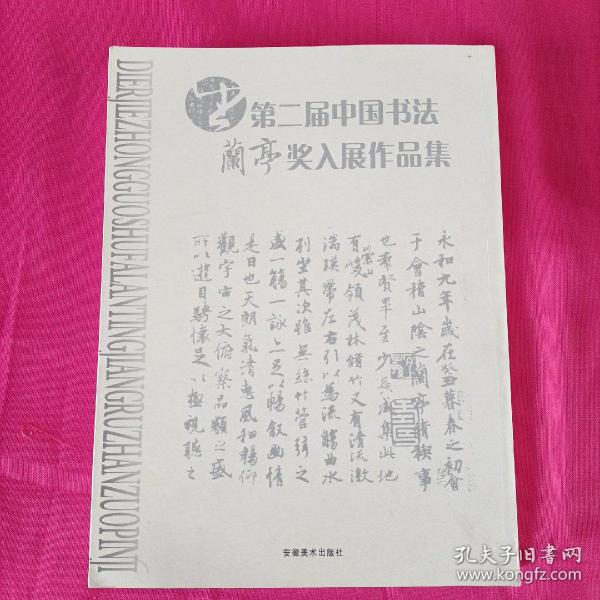 DIERJIEZHONGGUOSHUFALANTINGJIANGRUZHANZUOPINJI
第二届中国书法
蘭亭奖入展作品集
永和九年歲在癸丑暮春之初會
于會稽山陰之蘭亭脩稧事
也羣賢畢至少長咸集此地
有崇山峻領茂林脩竹又有清流激
湍暎帶左右引以為流觴曲水
列坐其次雖無絲竹管弦之
盛一觴一詠亦足以暢敘幽情
是日也天朗氣清惠風和暢仰
觀宇宙之大俯察品類之盛
所以遊目騁懷足以極視聽之
安徽美术出版社
孔夫子旧书网
www.kongfz.com